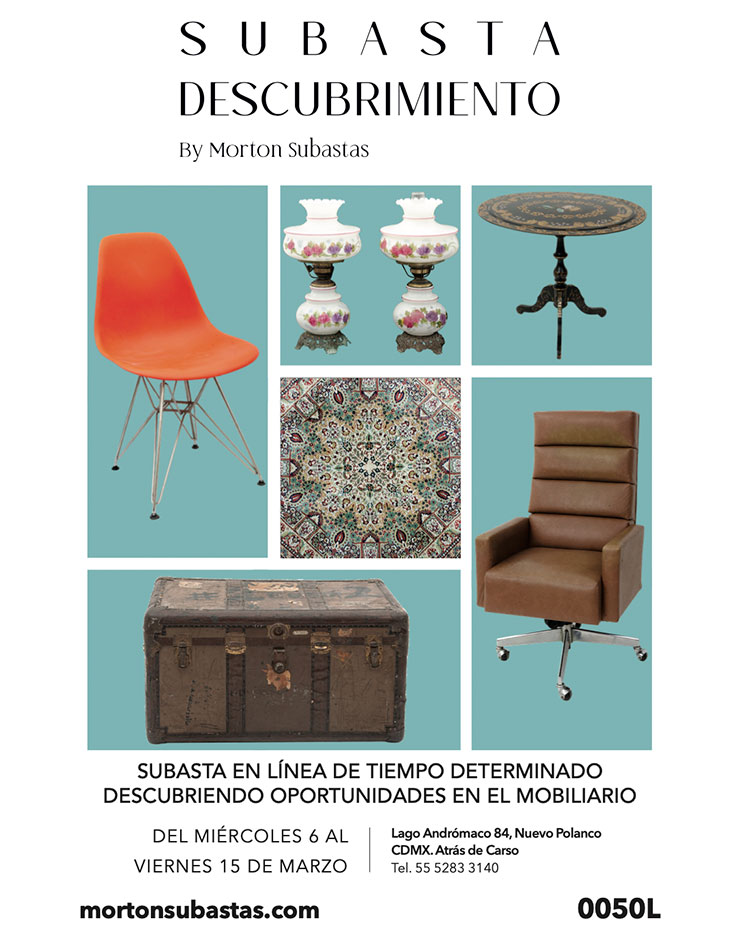 SUBASTA
DESCUBRIMIENTO
By Morton Subastas
SUBASTA EN LÍNEA DE TIEMPO DETERMINADO
DESCUBRIENDO OPORTUNIDADES EN EL MOBILIARIO
DEL MIÉRCOLES 6 AL
VIERNES 15 DE MARZO
Lago Andrómaco 84, Nuevo Polanco
CDMX. Atrás de Carso
Tel. 55 5283 3140
mortonsubastas.com
0050L